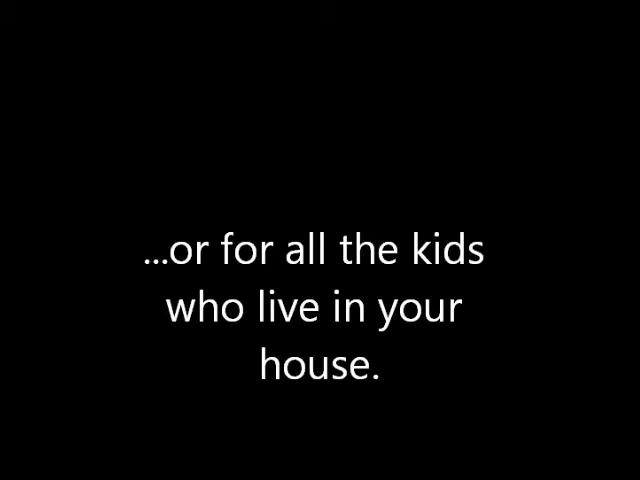 ...or for all the kids
who live in your
house.